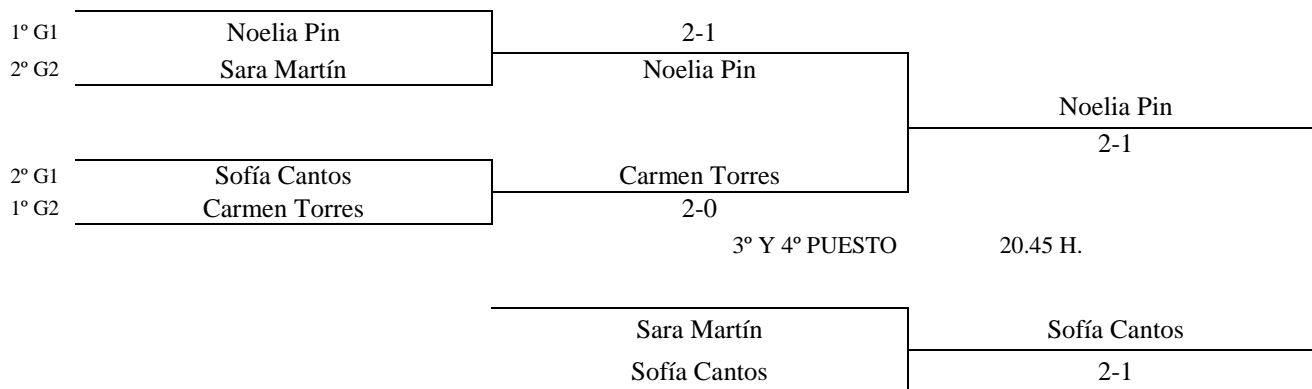 1º G1 Noelia Pin 2-1
2º G2 Sara Martín Noelia Pin
Noelia Pin
2-1
2º G1 Sofía Cantos Carmen Torres
1º G2 Carmen Torres 2-0
3º Y 4º PUESTO 20.45 H.
Sara Martín Sofía Cantos
Sofía Cantos 2-1